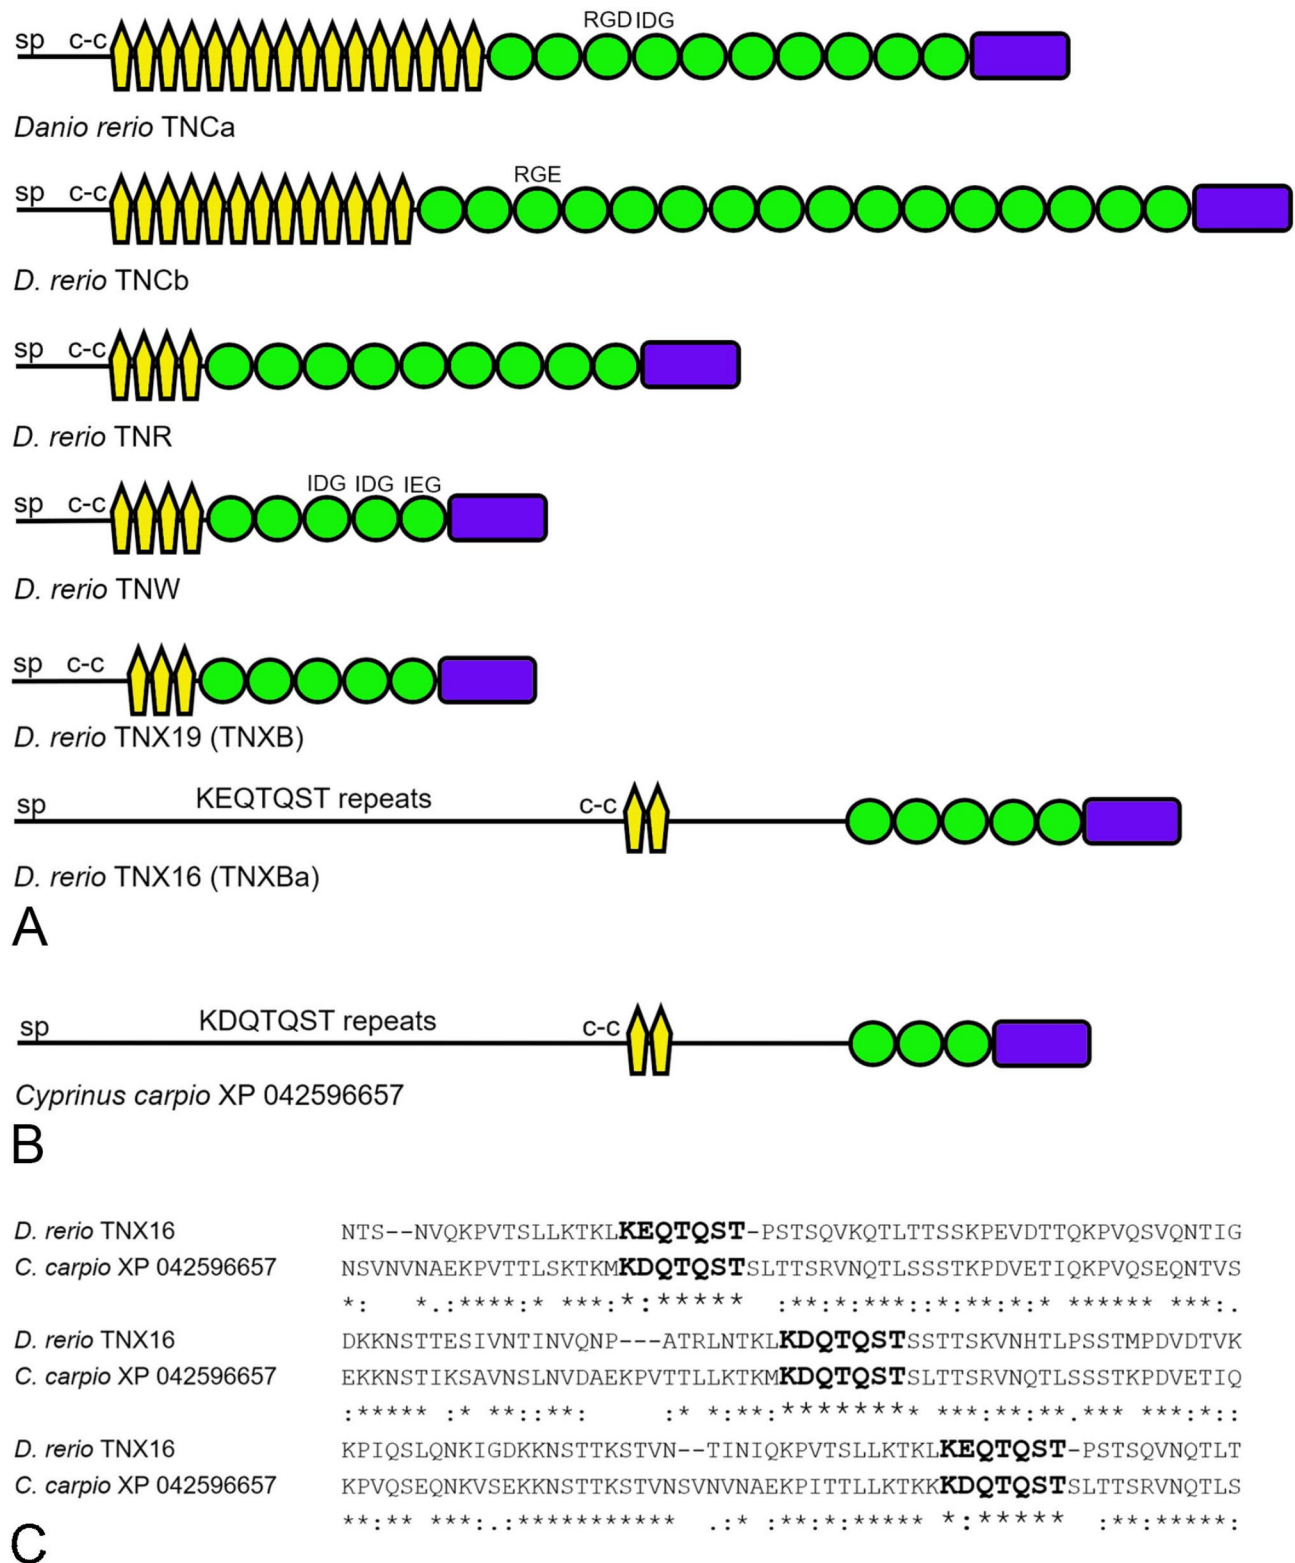 RGD IDG
sp c-c
Danio rerio TNCa
RGE
sp c-c
D. rerio TNCb
sp c-c
D. rerio TNR
IDG IDG IEG
sp c-c
D. rerio TNW
sp c-c
D. rerio TNX19 (TNXB)
sp KEQTQST repeats c-c
D. rerio TNX16 (TNXBa)
A
sp KDQTQST repeats c-c
Cyprinus carpio XP 042596657
B
D. rerio TNX16 NTS--NVQKPVTSLLKTKLKEQTQST-PSTSQVKQTLTTSSKPEVDTTQKPVQSVQNTIG
C. carpio XP 042596657 NSVNVNAEKPVTTLSKTKMKDQTQSTSLTTSRVNQTLSSSTKPDVETIQKPVQSEQNTVS
*: *.:****:* ***:*:***** :**:*:***::*:**:*:* ****** ***:.
D. rerio TNX16 DKKNSTTESIVNTINVQNP---ATRLNTKLKDQTQSTSSTTSKVNHTLPSSTMPDVDTVK
C. carpio XP 042596657 EKKNSTIKSAVNSLNVDAEKPVTTLLKTKMKDQTQSTSLTTSRVNQTLSSSTKPDVETIQ
:***** :* **::**: :* *:**:******** ***:**:**.*** ***:*::
D. rerio TNX16 KPIQSLQNKIGDKKNSTTKSTVN--TINIQKPVTSLLKTKLKEQTQST-PSTSQVNQTLT
C. carpio XP 042596657 KPVQSEQNKVSEKKNSTTKSTVNSVNVNAEKPITTLLKTKKKDQTQSTSLTTSRVNQTLS
**:** ***:.:*********** .:* :**:*:***** *:***** :**:*****:
C